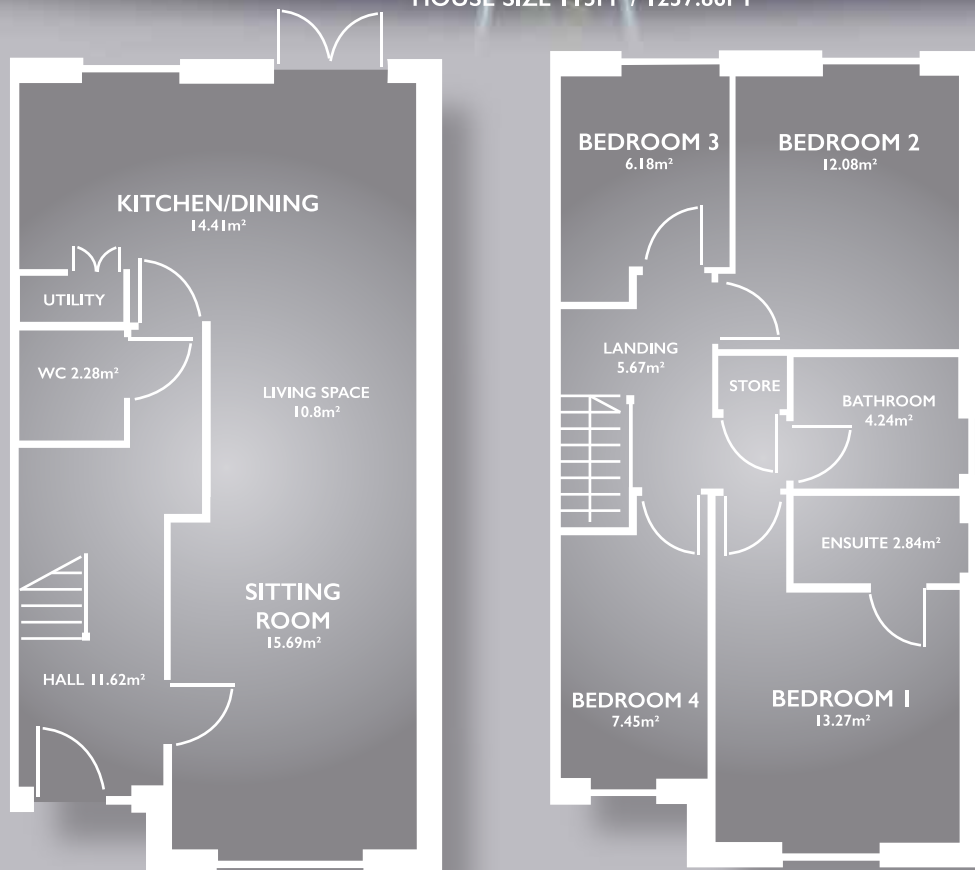 HOUSE SIZE
KITCHEN/DINING
14.41m²
UTILITY
WC 2.28m²
LIVING SPACE
10.8m²
SITTING
ROOM
15.69m²
HALL 11.62m²
BEDROOM 3
6.18m²
BEDROOM 2
12.08m²
LANDING
5.67m²
STORE
BATHROOM
4.24m²
ENSUITE 2.84m²
BEDROOM 4
7.45m²
BEDROOM 1
13.27m²